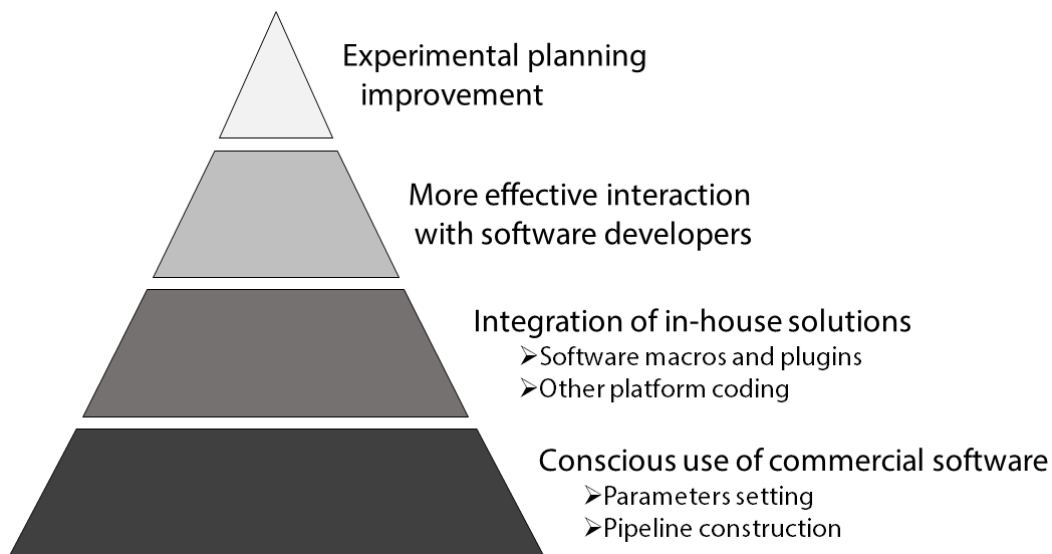 Experimental planning
improvement
More effective interaction
with software developers
Integration of in-house solutions
➢Software macros and plugins
➢Other platform coding
Conscious use of commercial software
➢Parameters setting
➢Pipeline construction